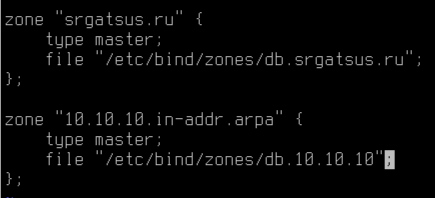 zone "srgatsus.ru" {
    type master;
    file "/etc/bind/zones/db.srgatsus.ru";
};

zone "10.10.10.in-addr.arpa" {
    type master;
    file "/etc/bind/zones/db.10.10.10";
};